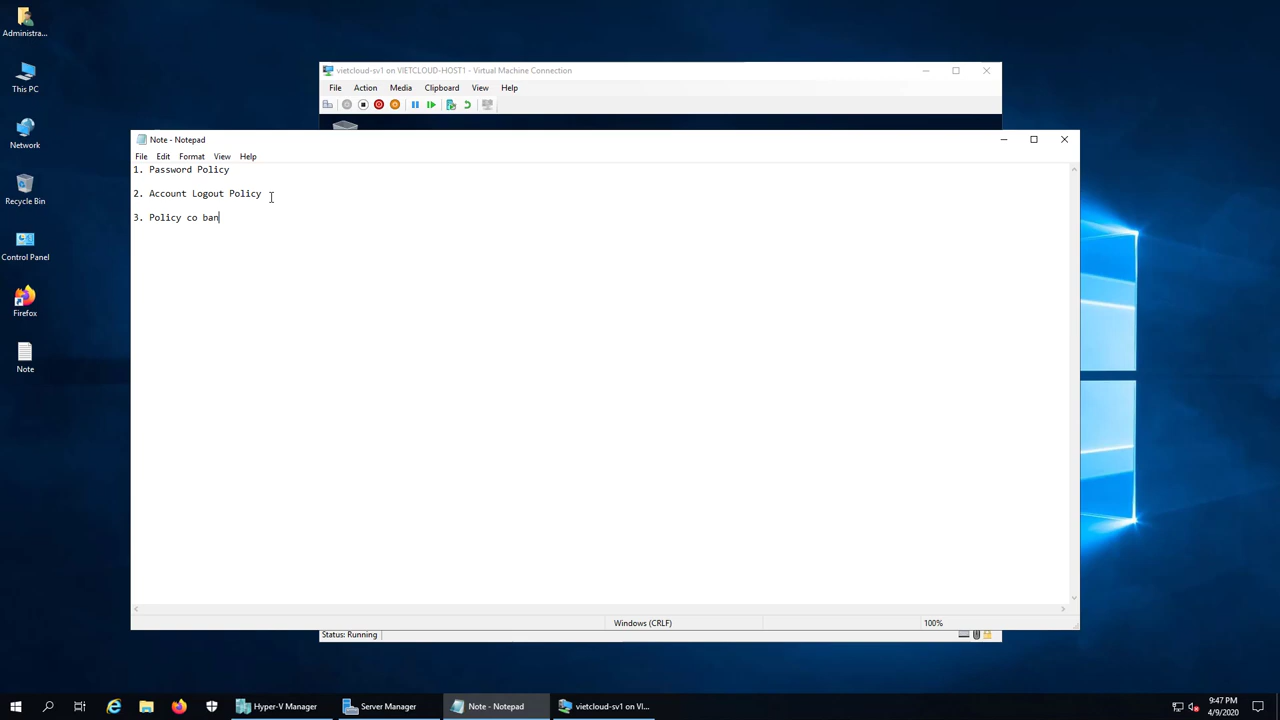 Administra...
This PC
Network
Recycle Bin
Control Panel
Firefox
Note
vietcloud-sv1 on VIETCLOUD-HOST1 - Virtual Machine Connection
File Action Media Clipboard View Help
Note - Notepad
File Edit Format View Help
1. Password Policy
2. Account Logout Policy
3. Policy co ban
Windows (CRLF) 100%
Status: Running
Hyper-V Manager Server Manager Note - Notepad vietcloud-sv1 on VI...
9:47 PM
4/9/2020